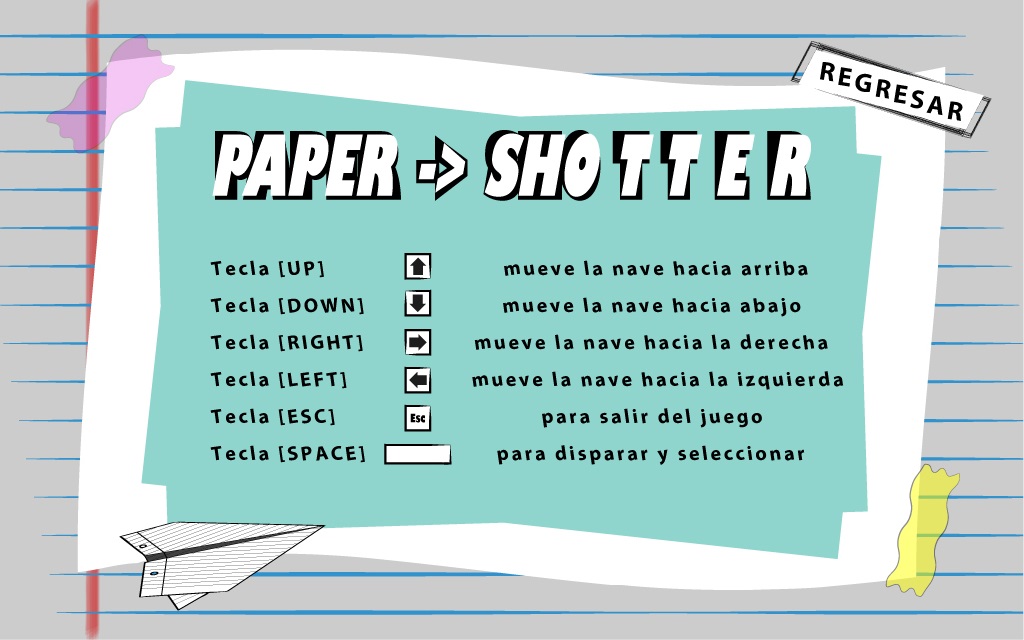 REGRESAR
PAPER -> SHOTTER
Tecla [UP] mueve la nave hacia arriba
Tecla [DOWN] mueve la nave hacia abajo
Tecla [RIGHT] mueve la nave hacia la derecha
Tecla [LEFT] mueve la nave hacia la izquierda
Tecla [ESC] Esc para salir del juego
Tecla [SPACE] para disparar y seleccionar